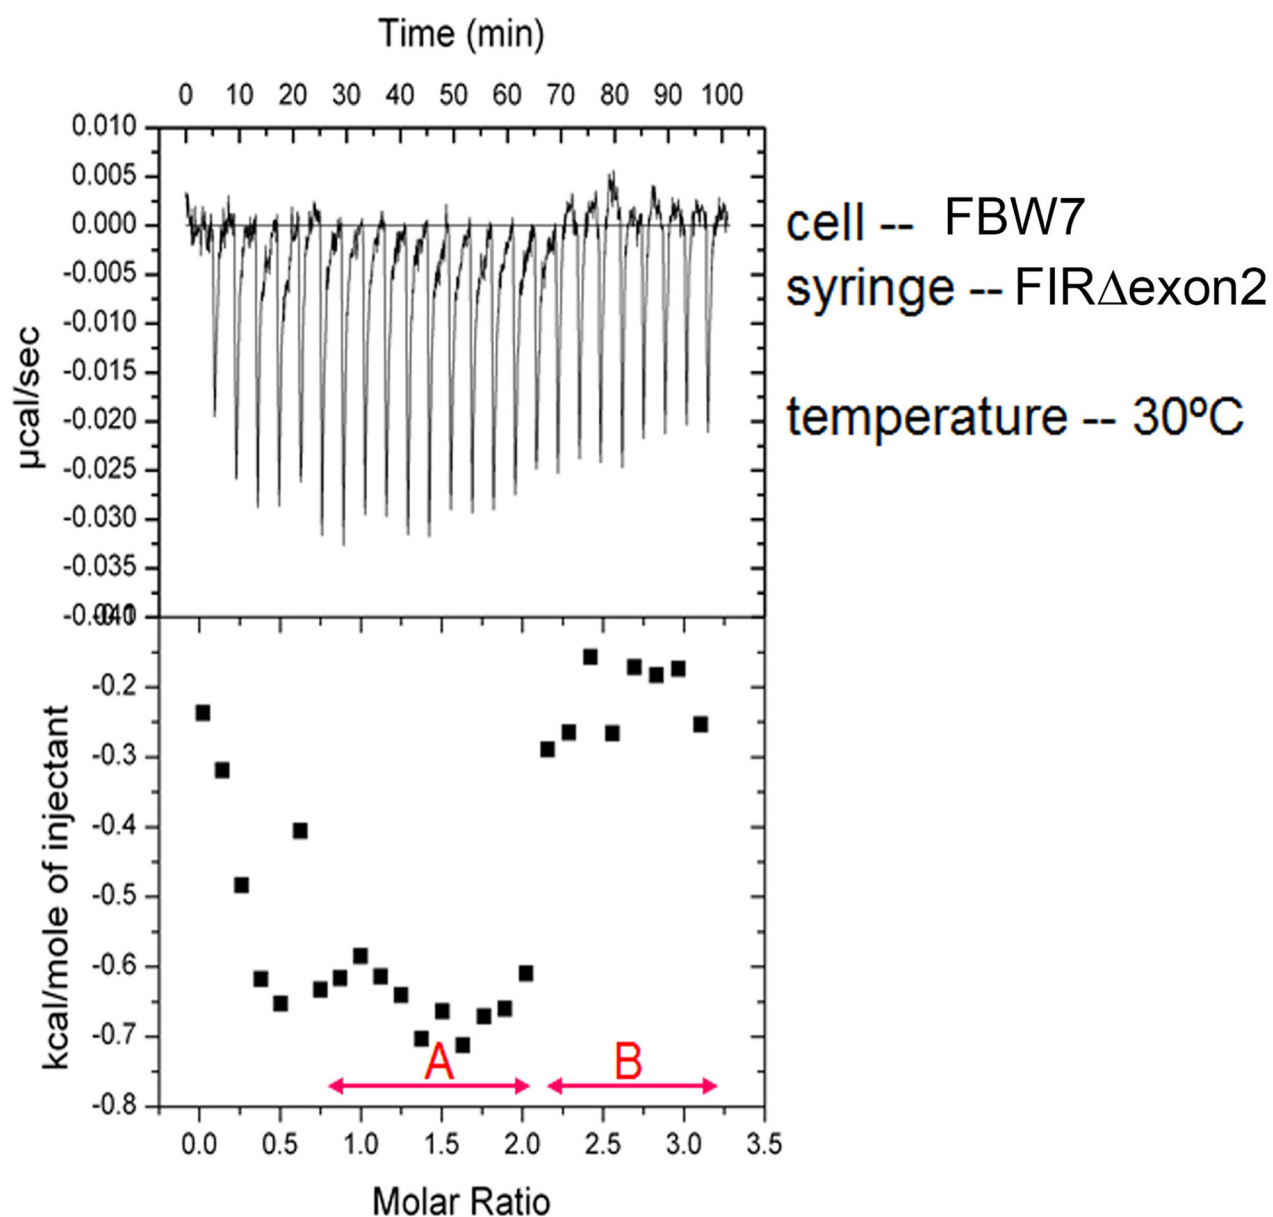 Time (min)
0 10 20 30 40 50 60 70 80 90 100
0.010
0.005
0.000
-0.005
-0.010
-0.015
-0.020
-0.025
-0.030
-0.035
µcal/sec
cell -- FBW7
syringe -- FIRΔexon2
temperature -- 30ºC
-0.2
-0.3
-0.4
-0.5
-0.6
-0.7
-0.8
kcal/mole of injectant
A B
0.0 0.5 1.0 1.5 2.0 2.5 3.0 3.5
Molar Ratio